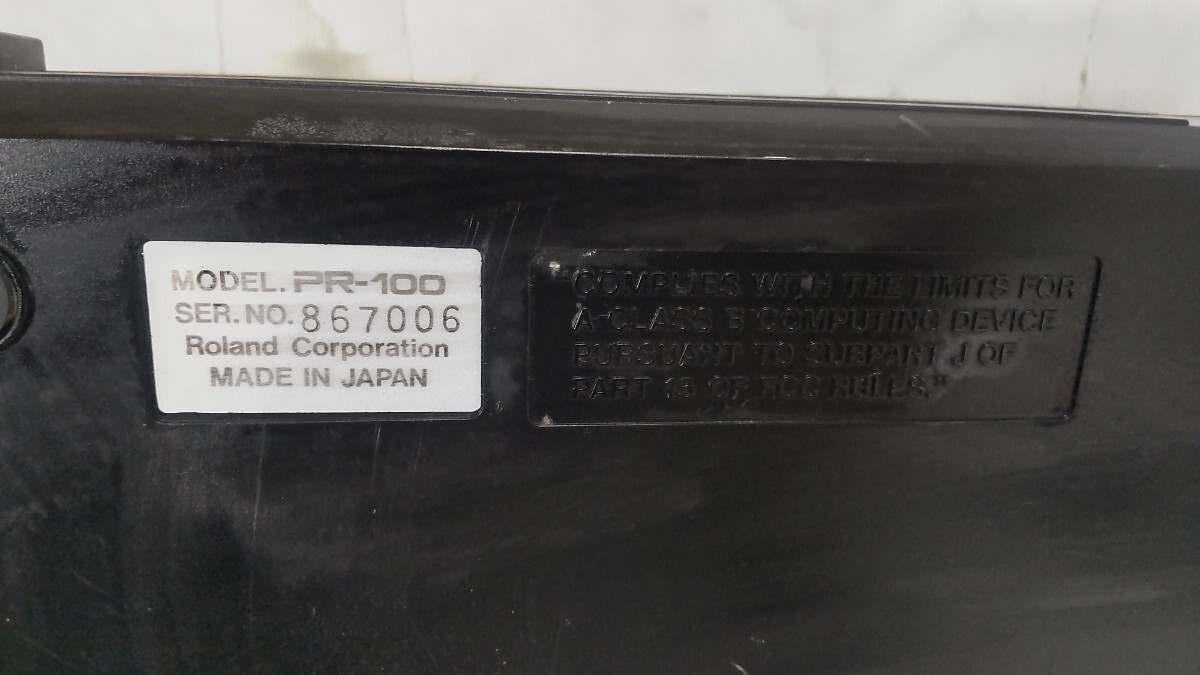 MODEL. PR-100
SER. NO. 867006
Roland Corporation
MADE IN JAPAN
"COMPLIES WITH THE LIMITS FOR
A CLASS B COMPUTING DEVICE
PURSUANT TO SUBPART J OF
PART 15 OF FCC RULES."